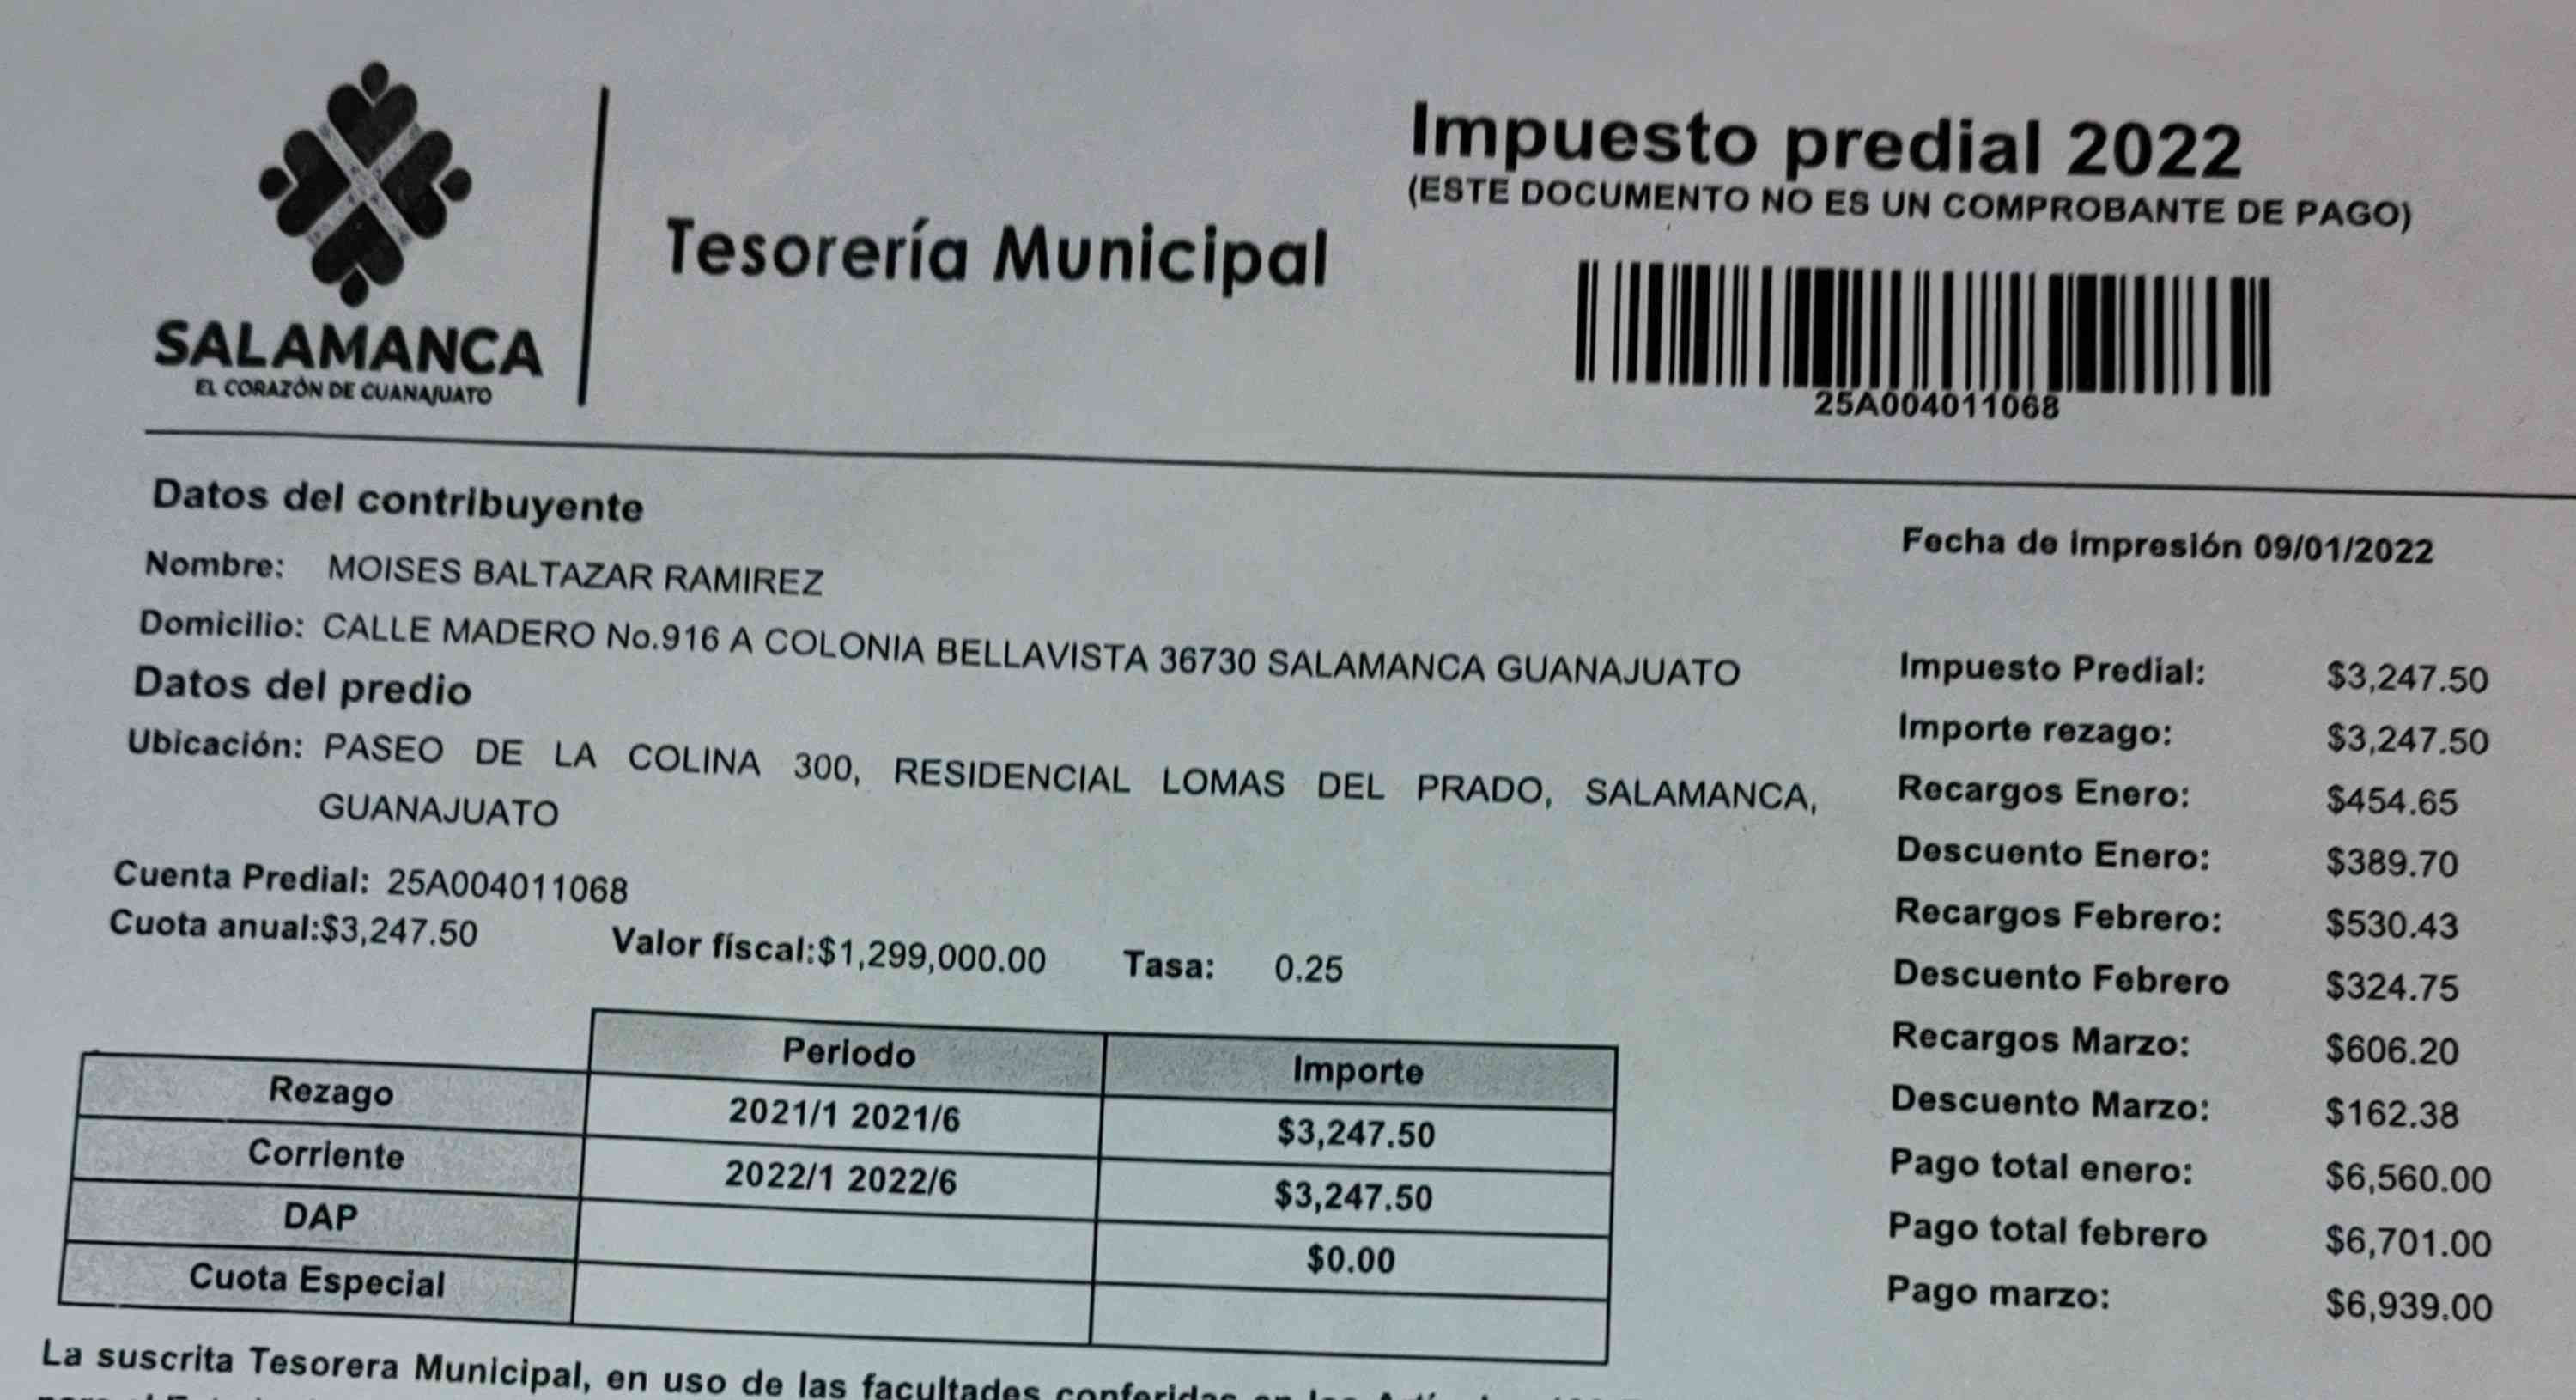 SALAMANCA
EL CORAZÓN DE GUANAJUATO
Tesorería Municipal
Impuesto predial 2022
(ESTE DOCUMENTO NO ES UN COMPROBANTE DE PAGO)
25A004011068
Datos del contribuyente
Nombre: MOISES BALTAZAR RAMIREZ
Domicilio: CALLE MADERO No.916 A COLONIA BELLAVISTA 36730 SALAMANCA GUANAJUATO
Datos del predio
Ubicación: PASEO DE LA COLINA 300, RESIDENCIAL LOMAS DEL PRADO, SALAMANCA,
GUANAJUATO
Cuenta Predial: 25A004011068
Cuota anual:$3,247.50 Valor físcal:$1,299,000.00 Tasa: 0.25
Periodo Importe
Rezago 2021/1 2021/6 $3,247.50
Corriente 2022/1 2022/6 $3,247.50
DAP $0.00
Cuota Especial
Fecha de impresión 09/01/2022
Impuesto Predial: $3,247.50
Importe rezago: $3,247.50
Recargos Enero: $454.65
Descuento Enero: $389.70
Recargos Febrero: $530.43
Descuento Febrero $324.75
Recargos Marzo: $606.20
Descuento Marzo: $162.38
Pago total enero: $6,560.00
Pago total febrero $6,701.00
Pago marzo: $6,939.00
La suscrita Tesorera Municipal, en uso de las facultades conferidas en los